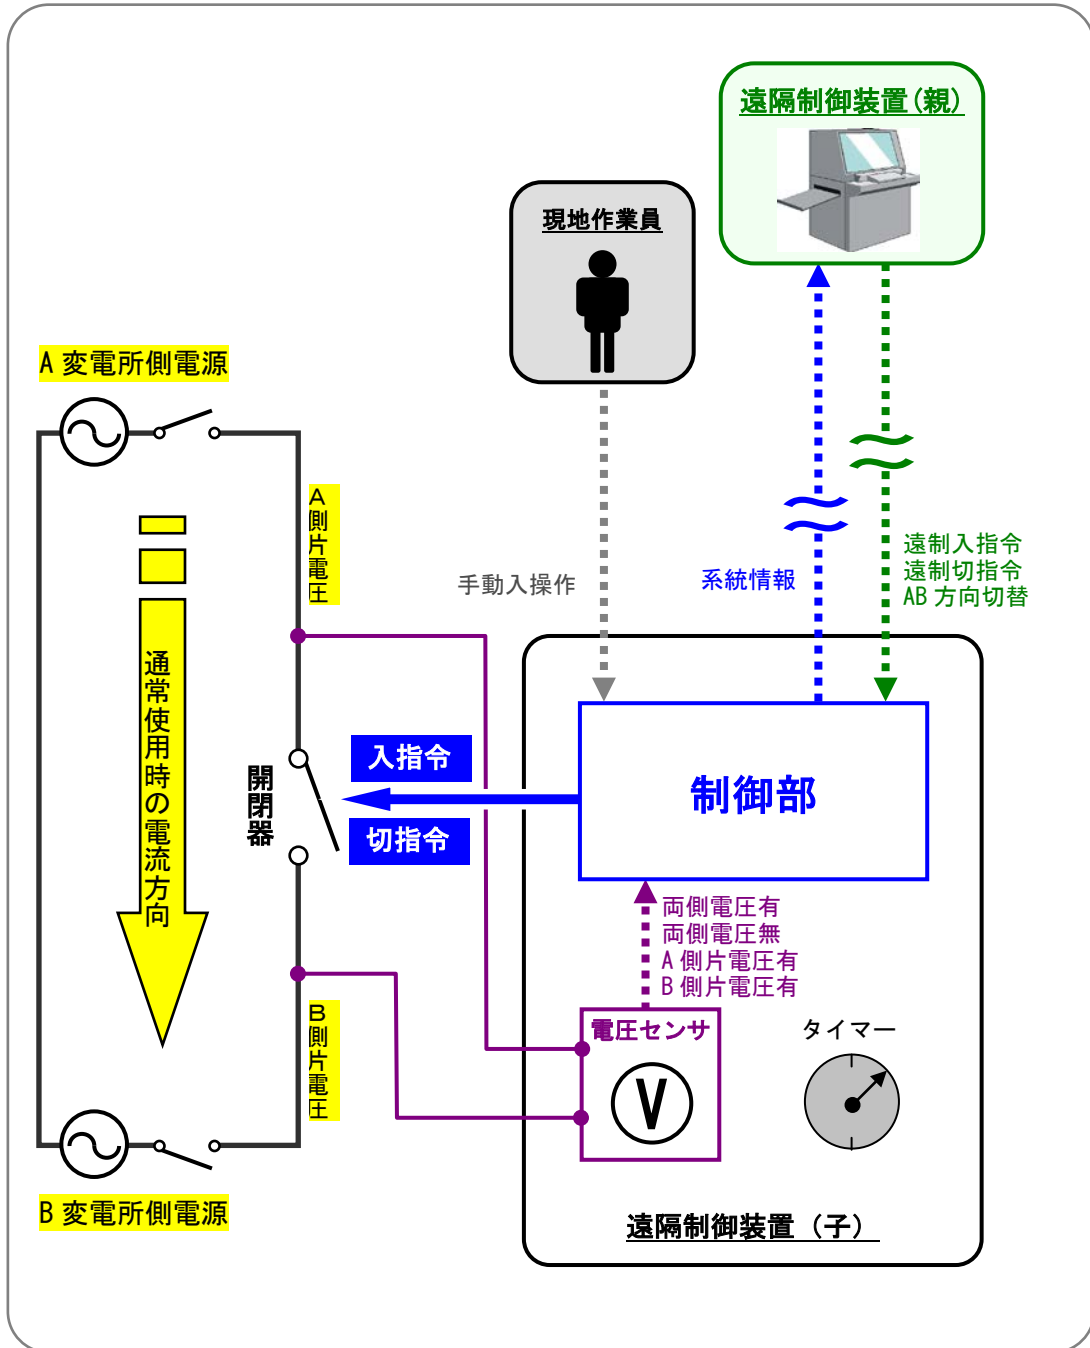 遠隔制御装置(親)
現地作業員
A 変電所側電源
A側片電圧
手動入操作
系統情報
遠制入指令
遠制切指令
AB 方向切替
通常使用時の電流方向
開閉器
入指令
切指令
制御部
両側電圧有
両側電圧無
A 側片電圧有
B 側片電圧有
B側片電圧
電圧センサ
V
タイマー
B 変電所側電源
遠隔制御装置（子）